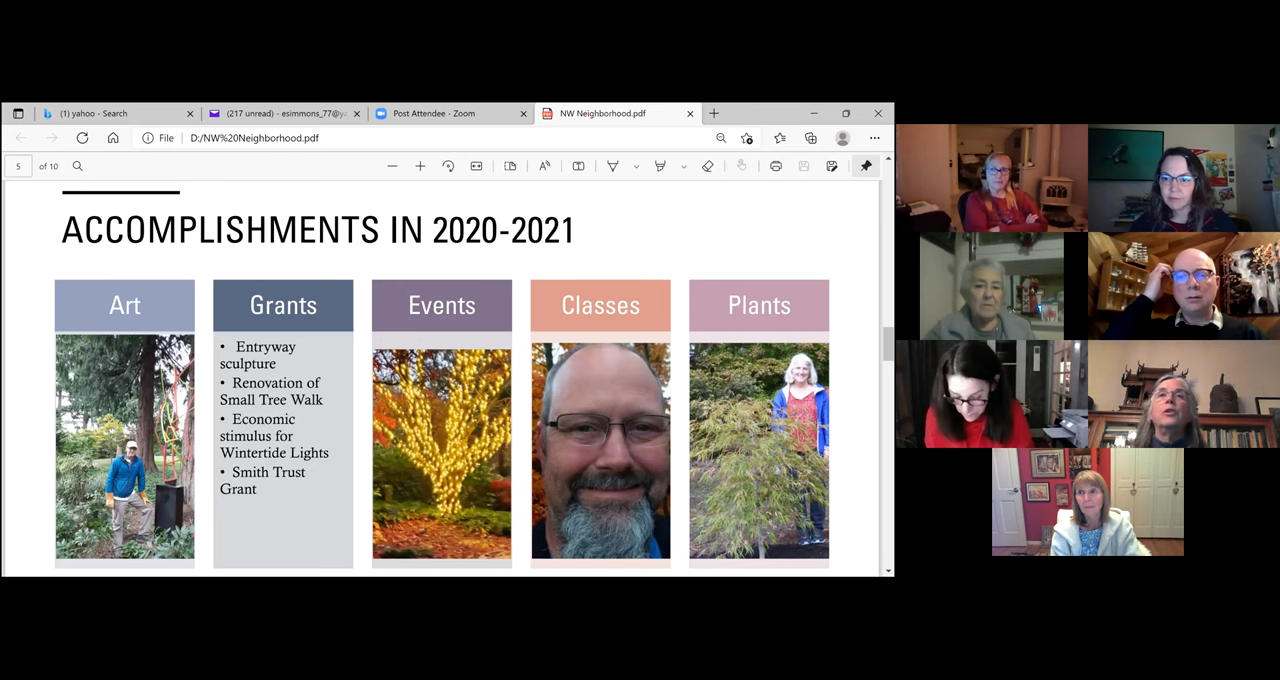 (1) yahoo - Search
(217 unread) - esimmons_77@y
Post Attendee - Zoom
NW Neighborhood.pdf
File
D:/NW%20Neighborhood.pdf
5
of 10
ACCOMPLISHMENTS IN 2020-2021
Art
Grants
Events
Classes
Plants
• Entryway
sculpture
• Renovation of
Small Tree Walk
• Economic
stimulus for
Wintertide Lights
• Smith Trust
Grant